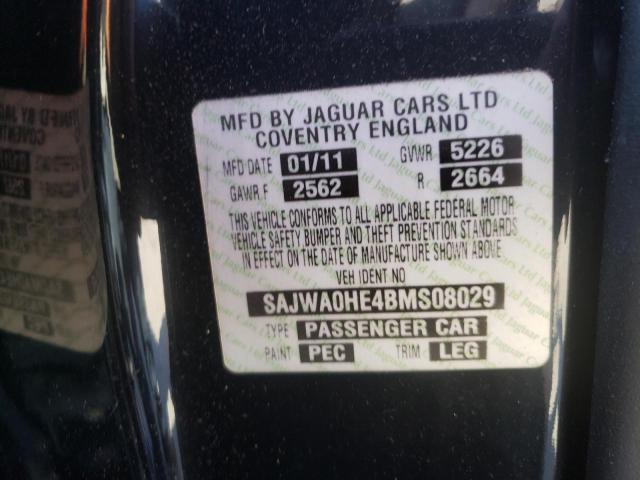 MFD BY JAGUAR CARS LTD
COVENTRY ENGLAND
MFD DATE 01/11 GVWR 5226
GAWR.F 2562 R 2664
THIS VEHICLE CONFORMS TO ALL APPLICABLE FEDERAL MOTOR
VEHICLE SAFETY BUMPER AND THEFT PREVENTION STANDARDS
IN EFFECT ON THE DATE OF MANUFACTURE SHOWN ABOVE
VEH IDENT NO
SAJWA0HE4BMS08029
TYPE PASSENGER CAR
PAINT PEC TRIM LEG